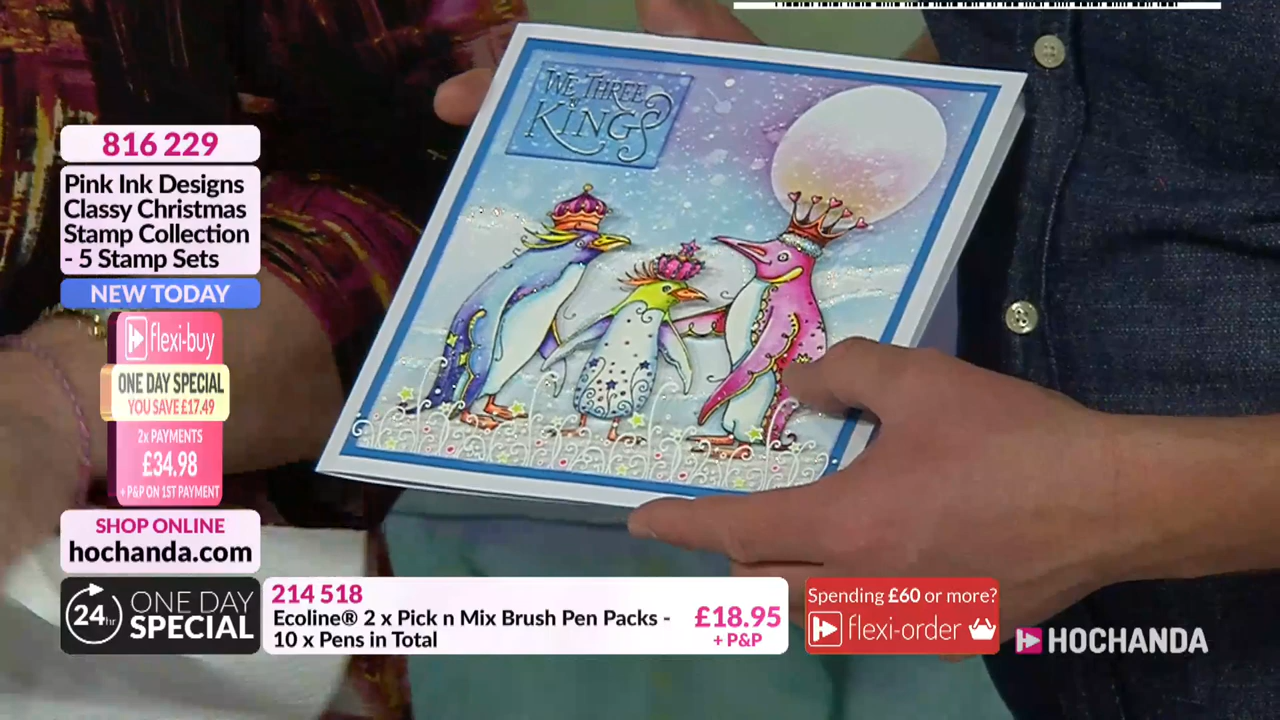 WE THREE
KINGS
816 229
Pink Ink Designs
Classy Christmas
Stamp Collection
- 5 Stamp Sets
NEW TODAY
flexi-buy
ONE DAY SPECIAL
YOU SAVE £17.49
2x PAYMENTS
£34.98
+ P&P ON 1ST PAYMENT
SHOP ONLINE
hochanda.com
24hr ONE DAY
SPECIAL
214 518
Ecoline® 2 x Pick n Mix Brush Pen Packs -
10 x Pens in Total
£18.95
+ P&P
Spending £60 or more?
flexi-order
HOCHANDA